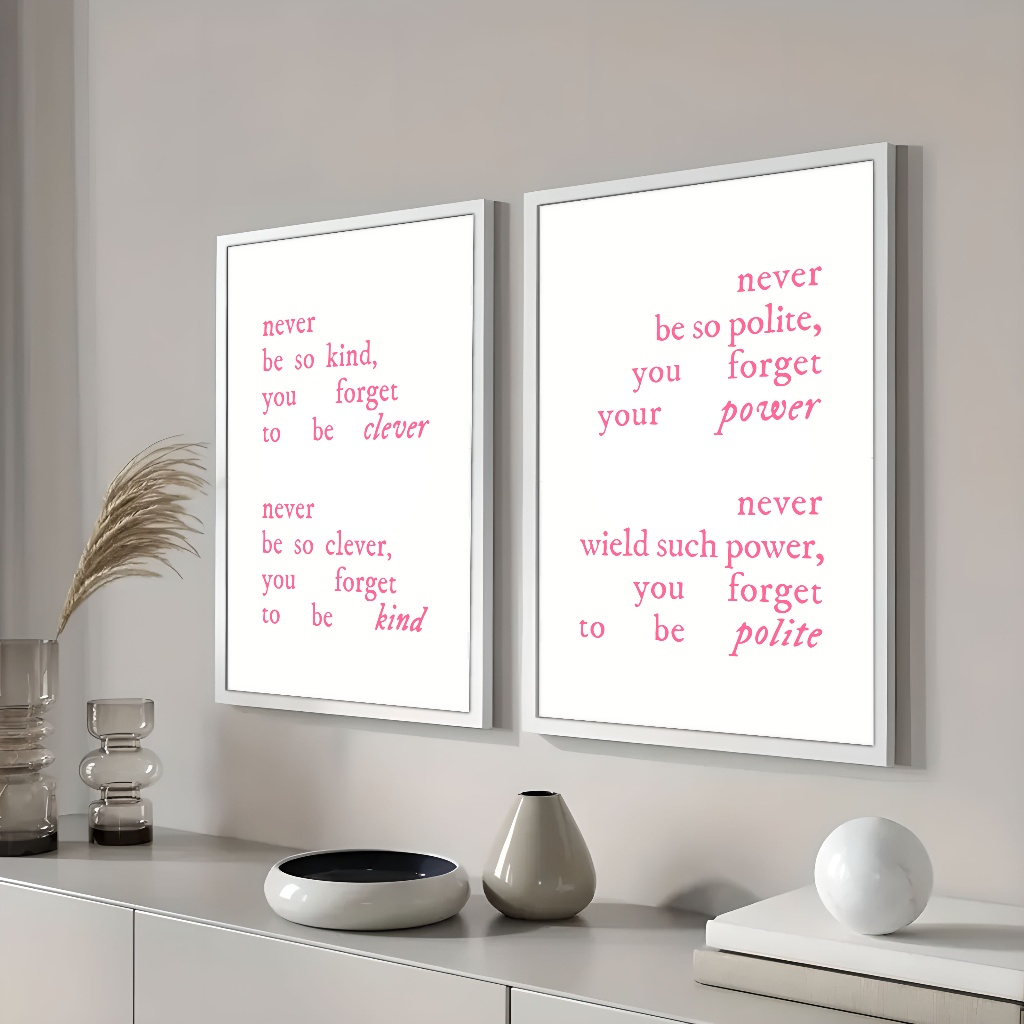 never
be so kind,
you forget
to be clever
never
be so clever,
you forget
to be kind
never
be so polite,
you forget
your power
never
wield such power,
you forget
to be polite